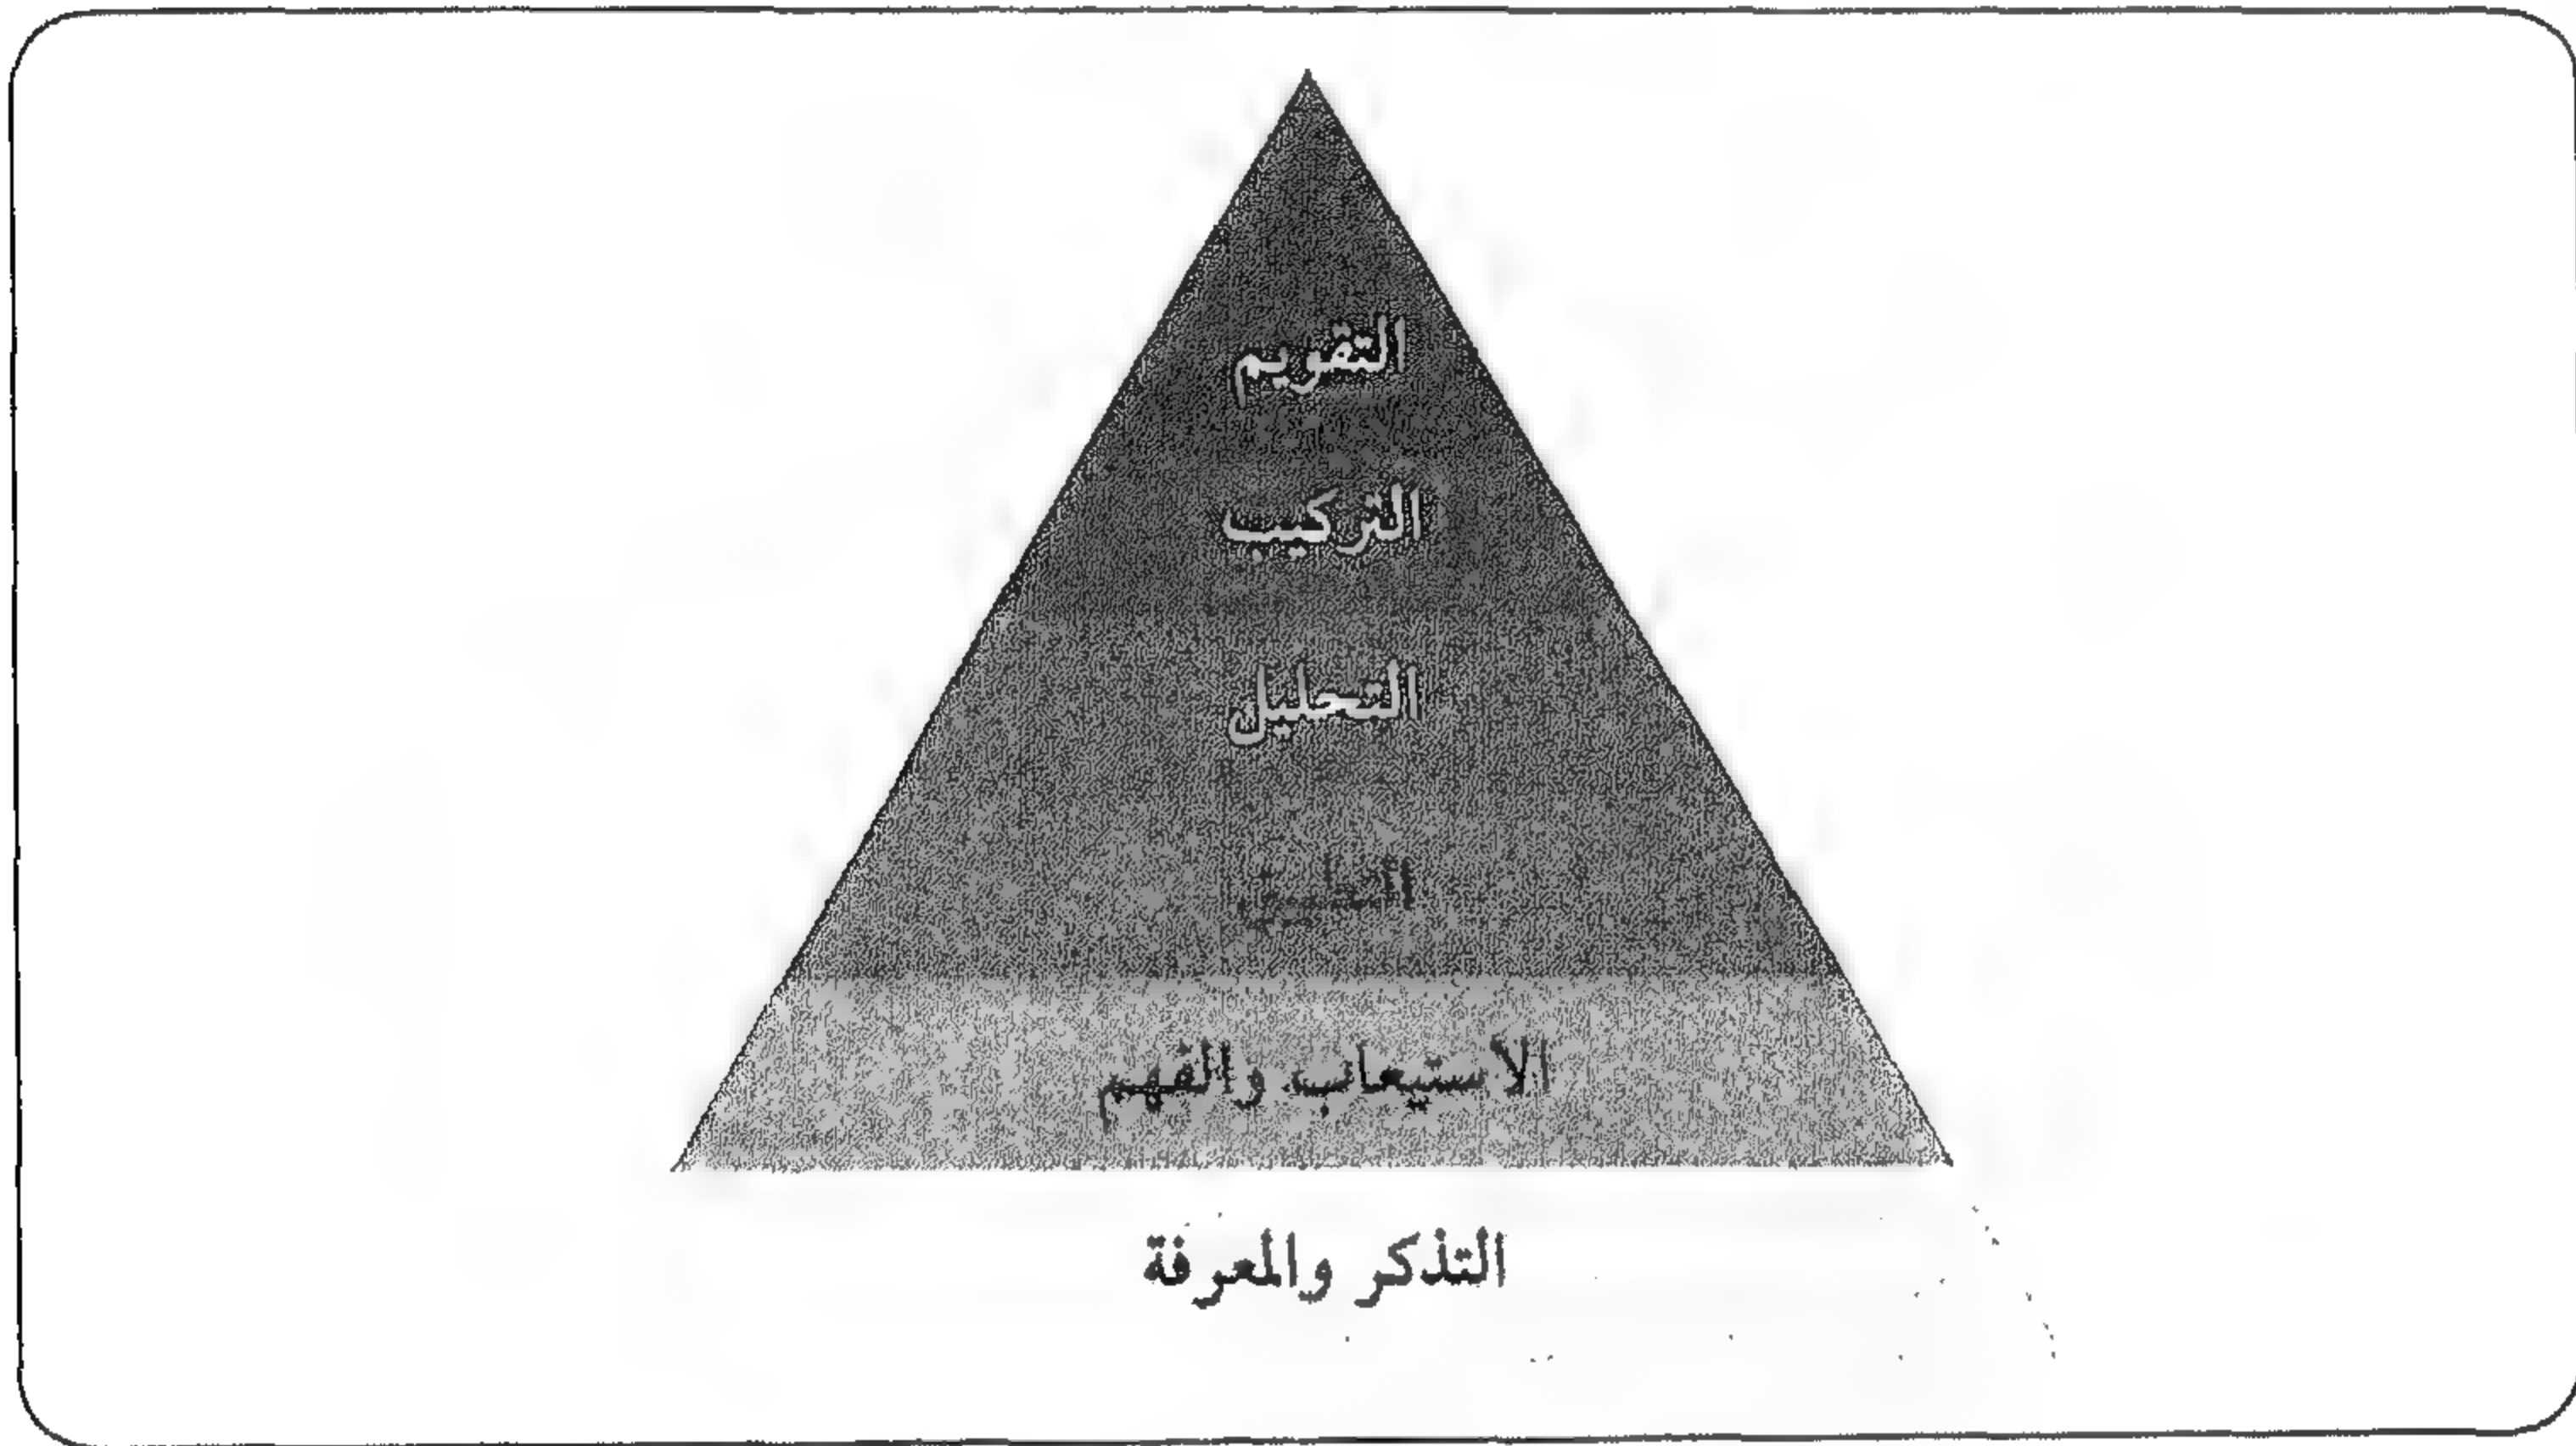 التقويم
التركيب
التحليل
الاستيعاب والفهم
التذكر والمعرفة